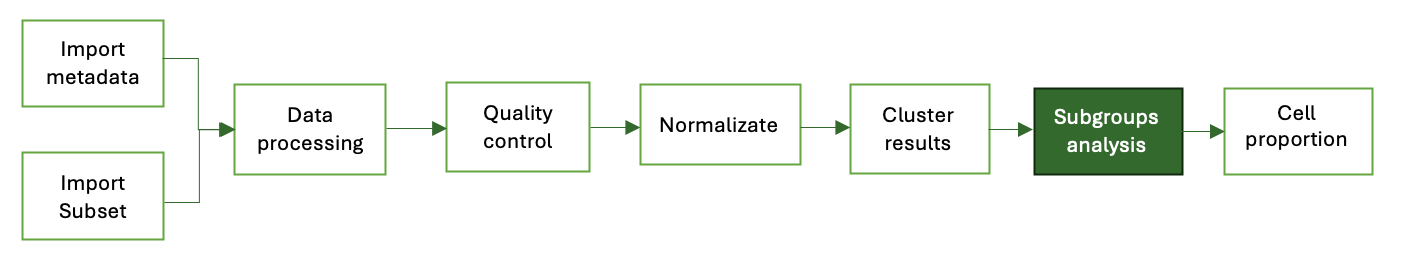 Import
metadata
Import
Subset
Data
processing
Quality
control
Normalizate
Cluster
results
Subgroups
analysis
Cell
proportion